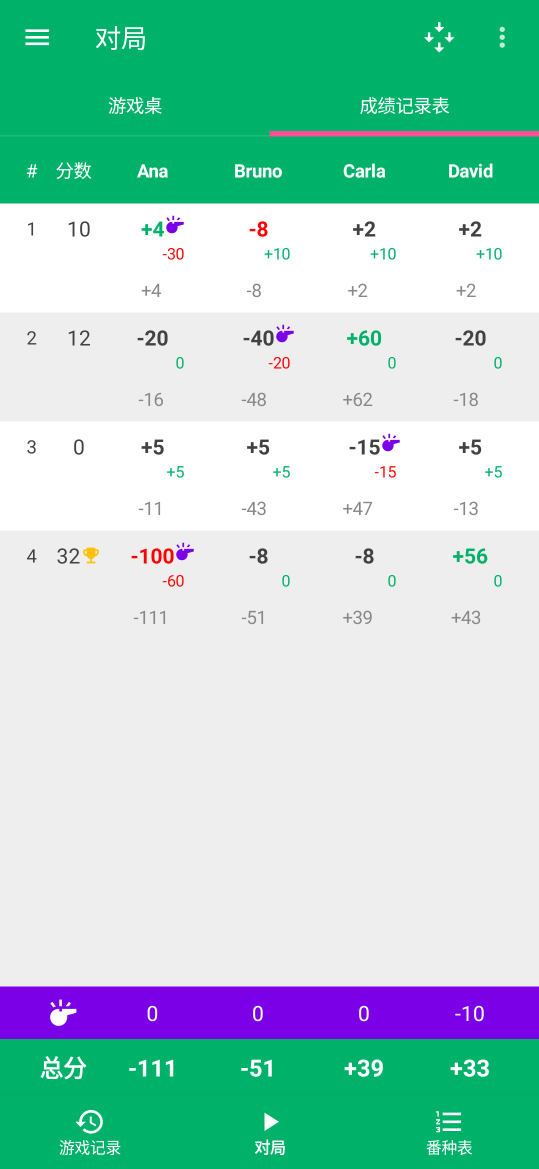 对局
游戏桌 成绩记录表
# 分数 Ana Bruno Carla David
1 10 +4 -8 +2 +2
-30 +10 +10 +10
+4 -8 +2 +2
2 12 -20 -40 +60 -20
0 -20 0 0
-16 -48 +62 -18
3 0 +5 +5 -15 +5
+5 +5 -15 +5
-11 -43 +47 -13
4 32 -100 -8 -8 +56
-60 0 0 0
-111 -51 +39 +43
0 0 0 -10
总分 -111 -51 +39 +33
游戏记录 对局 番种表